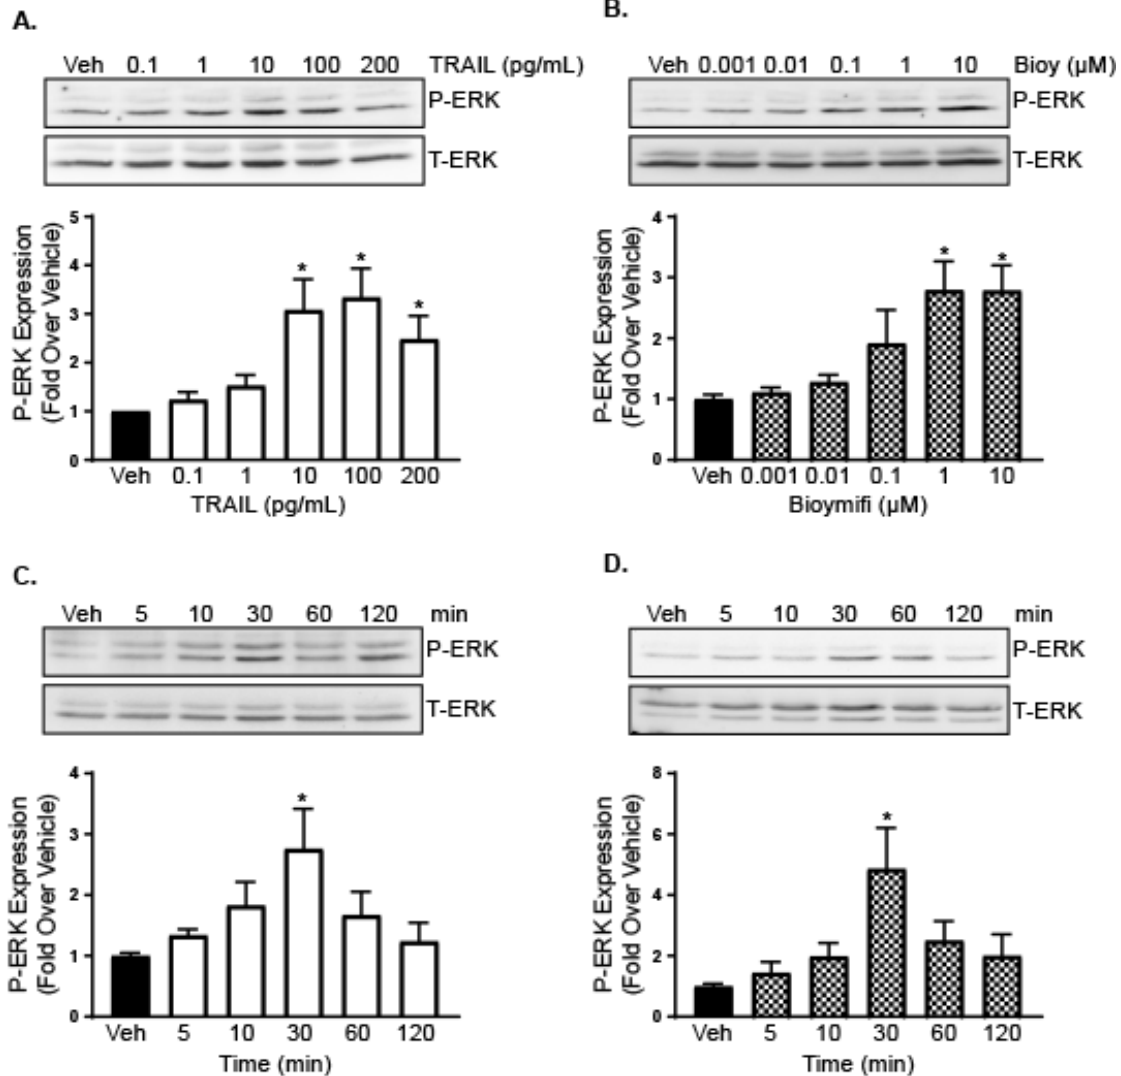 A.
Veh 0.1 1 10 100 200 TRAIL (pg/mL)
P-ERK
T-ERK
P-ERK Expression
(Fold Over Vehicle)
5
4
3
2
1
0
* * *
Veh 0.1 1 10 100 200
TRAIL (pg/mL)
B.
Veh 0.001 0.01 0.1 1 10 Bioy (µM)
P-ERK
T-ERK
P-ERK Expression
(Fold Over Vehicle)
4
3
2
1
0
* *
Veh 0.001 0.01 0.1 1 10
Bioymifi (µM)
C.
Veh 5 10 30 60 120 min
P-ERK
T-ERK
P-ERK Expression
(Fold Over Vehicle)
4
3
2
1
0
*
Veh 5 10 30 60 120
Time (min)
D.
Veh 5 10 30 60 120 min
P-ERK
T-ERK
P-ERK Expression
(Fold Over Vehicle)
8
6
4
2
0
*
Veh 5 10 30 60 120
Time (min)